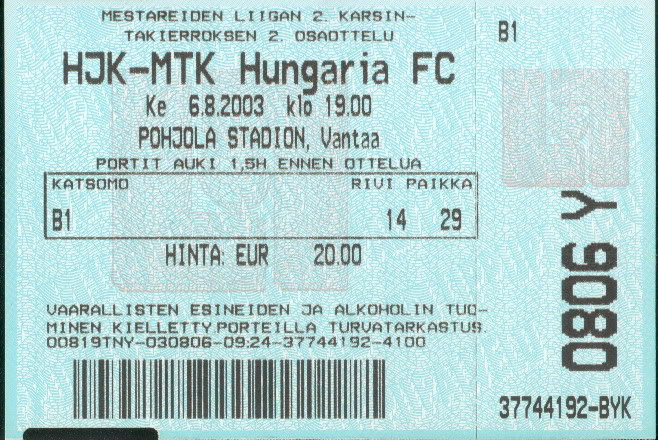 MESTAREIDEN LIIGAN 2. KARSIN-
TAKIERROKSEN 2. OSAOTTELU
HJK-MTK Hungaria FC
Ke 6.8.2003 klo 19.00
POHJOLA STADION, Vantaa
PORTIT AUKI 1,5H ENNEN OTTELUA
KATSOMO RIVI PAIKKA
B1 14 29
HINTA: EUR 20.00
VAARALLISTEN ESINEIDEN JA ALKOHOLIN TUO-
MINEN KIELLETTY.PORTEILLA TURVATARKASTUS
00819TNY-030806-09:24-37744192-4100
B1
0806 Y
37744192-BYK